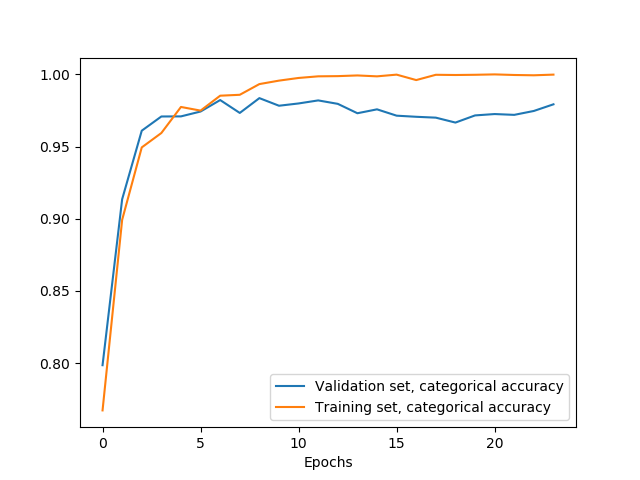 1.00
0.95
0.90
0.85
0.80
Validation set, categorical accuracy
Training set, categorical accuracy
0 5 10 15 20
Epochs